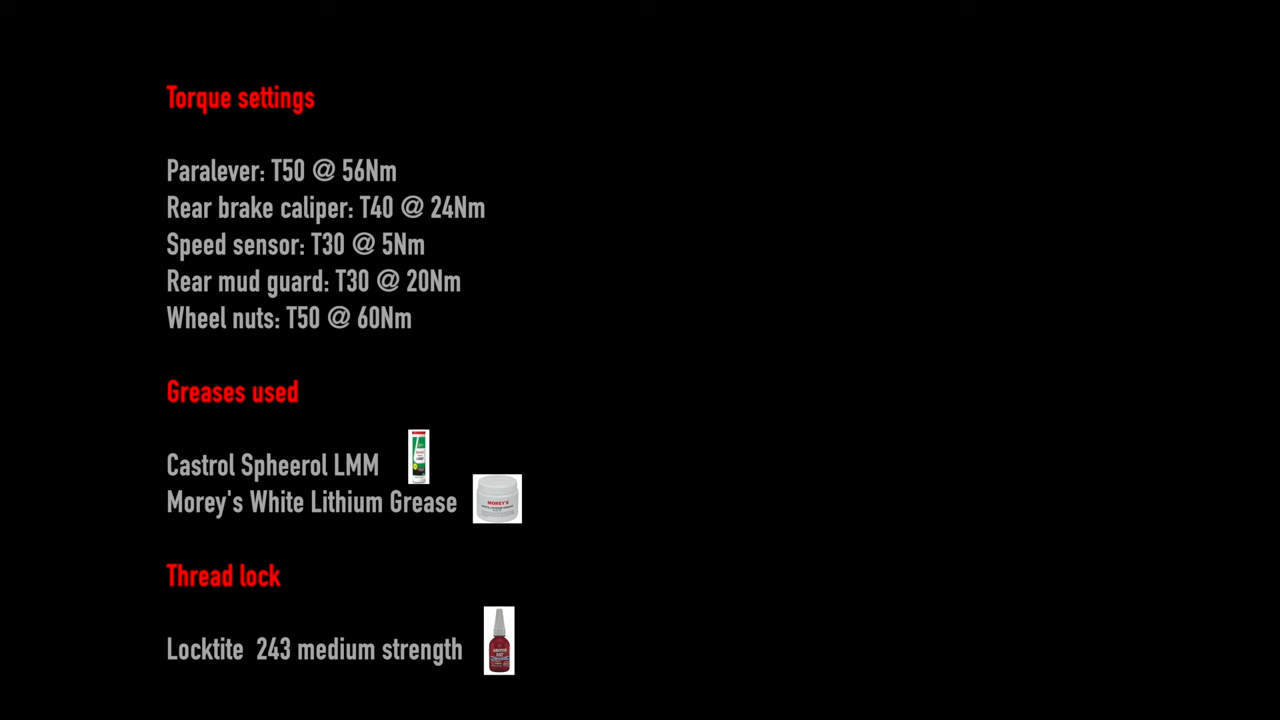 Torque settings
Paralever: T50 @ 56Nm
Rear brake caliper: T40 @ 24Nm
Speed sensor: T30 @ 5Nm
Rear mud guard: T30 @ 20Nm
Wheel nuts: T50 @ 60Nm
Greases used
Castrol Spheerol LMM
Morey's White Lithium Grease
MOREY'S
Thread lock
Locktite 243 medium strength